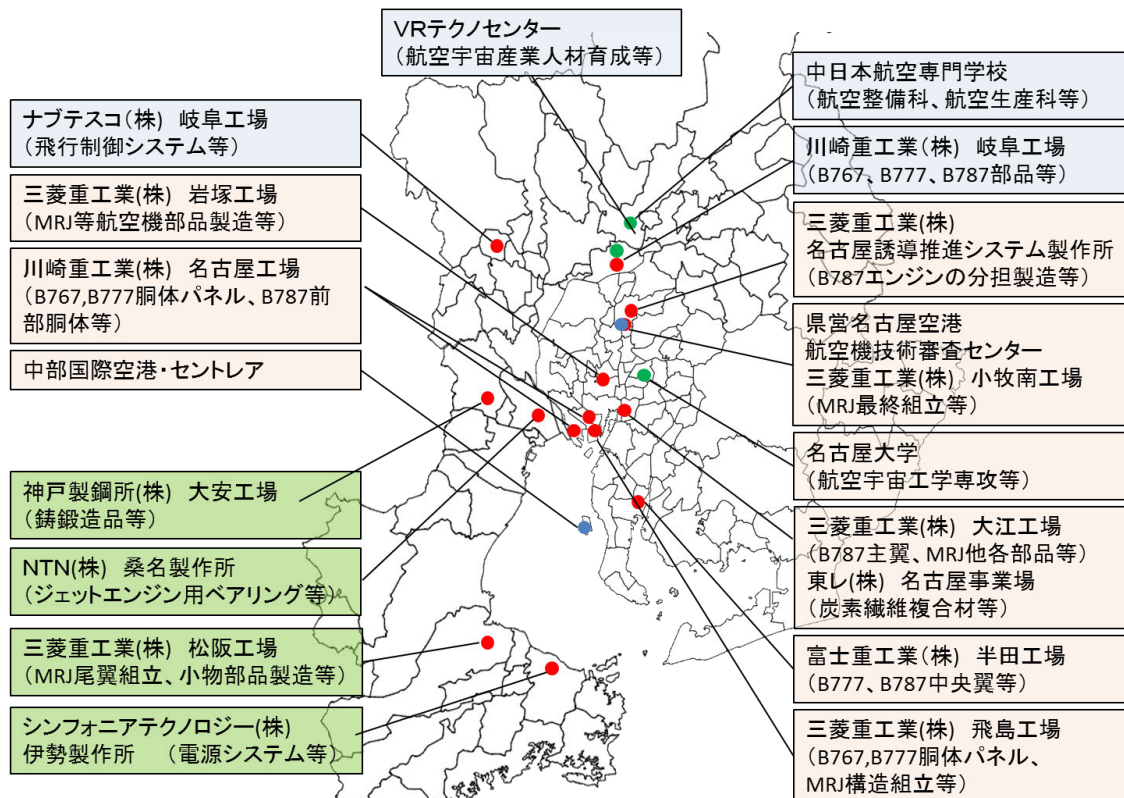 VRテクノセンター
(航空宇宙産業人材育成等)
ナブテスコ(株) 岐阜工場
(飛行制御システム等)
三菱重工業(株) 岩塚工場
(MRJ等航空機部品製造等)
川崎重工業(株) 名古屋工場
(B767,B777胴体パネル、B787前
部胴体等)
中部国際空港・セントレア
神戸製鋼所(株) 大安工場
(鋳鍛造品等)
NTN(株) 桑名製作所
(ジェットエンジン用ベアリング等)
三菱重工業(株) 松阪工場
(MRJ尾翼組立、小物部品製造等)
シンフォニアテクノロジー(株)
伊勢製作所 (電源システム等)
中日本航空専門学校
(航空整備科、航空生産科等)
川崎重工業(株) 岐阜工場
(B767、B777、B787部品等)
三菱重工業(株)
名古屋誘導推進システム製作所
(B787エンジンの分担製造等)
県営名古屋空港
航空機技術審査センター
三菱重工業(株) 小牧南工場
(MRJ最終組立等)
名古屋大学
(航空宇宙工学専攻等)
三菱重工業(株) 大江工場
(B787主翼、MRJ他各部品等)
東レ(株) 名古屋事業場
(炭素繊維複合材等)
富士重工業(株) 半田工場
(B777、B787中央翼等)
三菱重工業(株) 飛島工場
(B767,B777胴体パネル、
MRJ構造組立等)